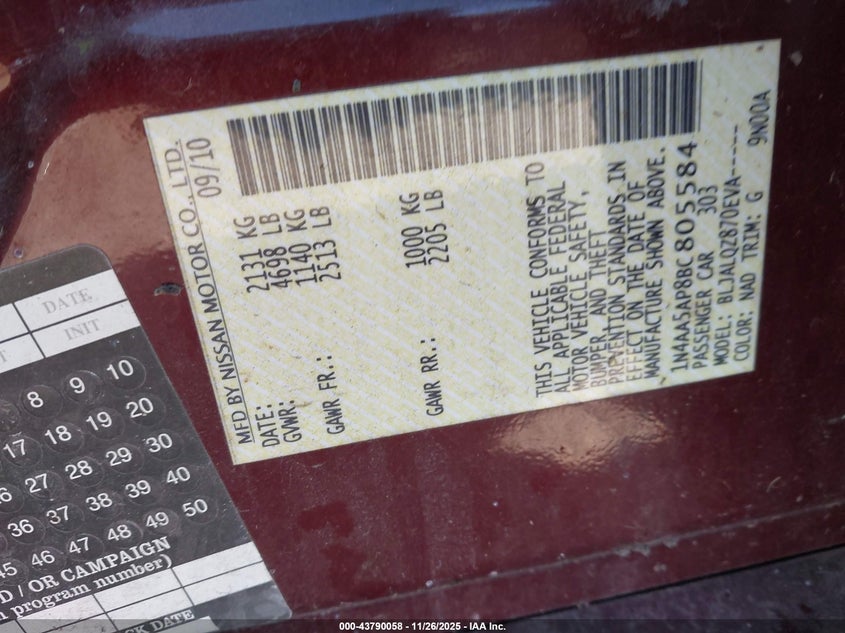 MFD BY NISSAN MOTOR CO., LTD.
DATE: 09/10
GVWR: 2131 KG
4698 LB
GAWR FR.: 1140 KG
2513 LB
GAWR RR.: 1000 KG
2205 LB
THIS VEHICLE CONFORMS TO
ALL APPLICABLE FEDERAL
MOTOR VEHICLE SAFETY,
BUMPER, AND THEFT
PREVENTION STANDARDS IN
EFFECT ON THE DATE OF
MANUFACTURE SHOWN ABOVE.
1N4AA5AP8BC 805584
PASSENGER CAR 303
MODEL: BLJALQZ870EVA-----
COLOR: NAD TRIM: G 9N00A
DATE
INIT
8 9 10
17 18 19 20
27 28 29 30
36 37 38 39 40
45 46 47 48 49 50
D / OR CAMPAIGN
program number)
DATE
000-43790058 - 11/26/2025 - IAA Inc.